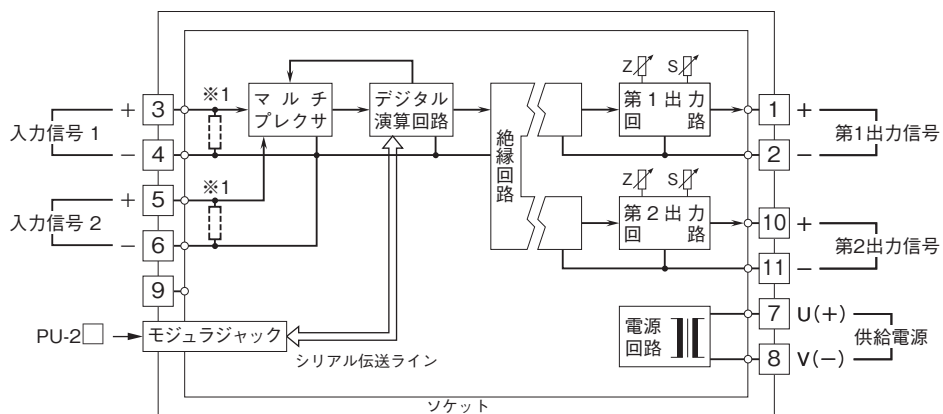 Z S
※1
マルチ
プレクサ
デジタル
演算回路
第1出力
回路
3
+
入力信号 1
−
4
1
+
第1出力信号
2
−
絶縁回路
※1
5
+
入力信号 2
−
6
Z S
第2出力
回路
10
+
第2出力信号
11
−
9
PU-2□
モジュラジャック
シリアル伝送ライン
電源
回路
7
U(+)
供給電源
8
V(−)
ソケット